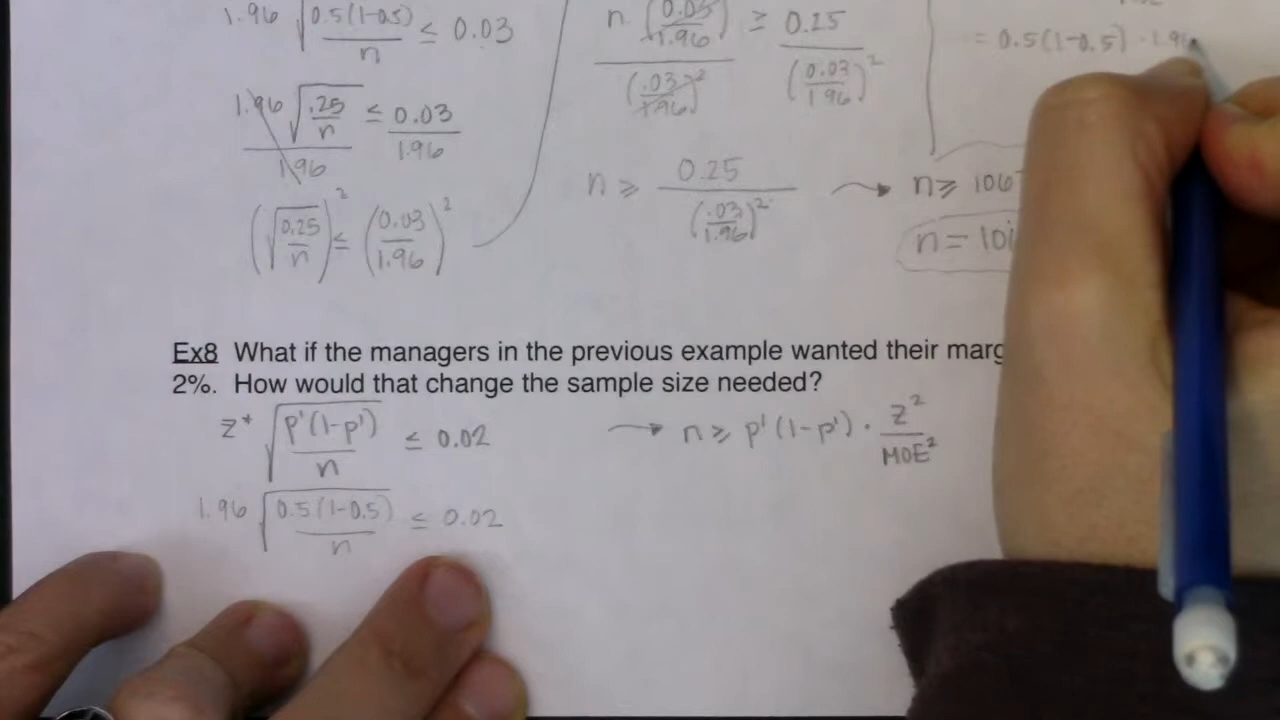 1.96 √(0.5(1-0.5)/n) ≤ 0.03
1.96 √(.25/n) / 1.96 ≤ 0.03/1.96
(√(0.25/n))² ≤ (0.03/1.96)²
n (0.03/1.96)² / (.03/1.96)² ≥ 0.25 / (0.03/1.96)²
n ≥ 0.25 / (.03/1.96)² → n ≥ 106
n = 10
= 0.5(1-0.5) · 1.96
Ex8 What if the managers in the previous example wanted their marg
2%. How would that change the sample size needed?
z* √(p'(1-p')/n) ≤ 0.02 → n ≥ p'(1-p') · z²/MOE²
1.96 √(0.5(1-0.5)/n) ≤ 0.02